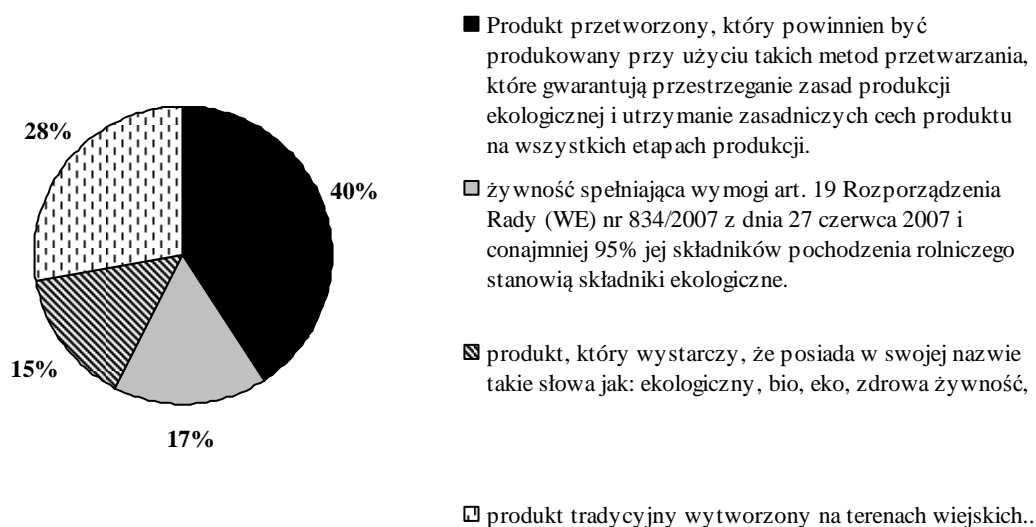 28%
40%
15%
17%
Produkt przetworzony, który powinnien być
produkowany przy użyciu takich metod przetwarzania,
które gwarantują przestrzeganie zasad produkcji
ekologicznej i utrzymanie zasadniczych cech produktu
na wszystkich etapach produkcji.
żywność spełniająca wymogi art. 19 Rozporządzenia
Rady (WE) nr 834/2007 z dnia 27 czerwca 2007 i
conajmniej 95% jej składników pochodzenia rolniczego
stanowią składniki ekologiczne.
produkt, który wystarczy, że posiada w swojej nazwie
takie słowa jak: ekologiczny, bio, eko, zdrowa żywność,
produkt tradycyjny wytworzony na terenach wiejskich..